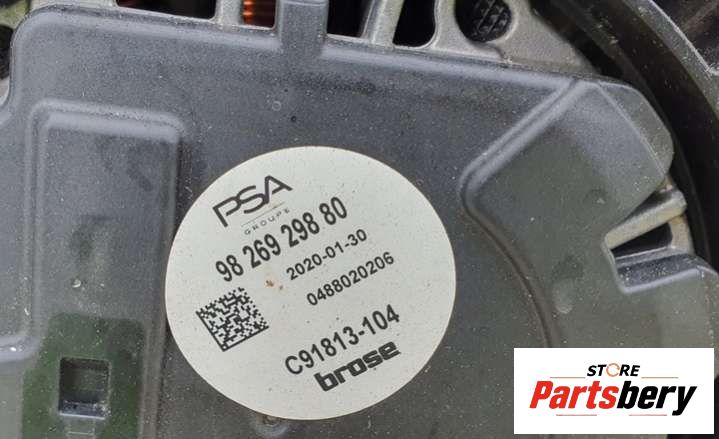 PSA
GROUPE
98 269 298 80
2020-01-30
0488020206
C91813-104
brose
STORE
Partsbery